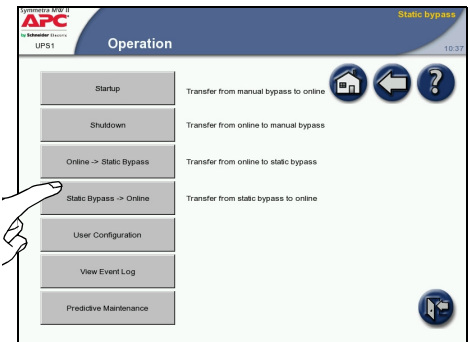 Symmetra MW II
Static bypass
APC
by Schneider Electric
UPS1
Operation
10:37
Startup
Transfer from manual bypass to online
Shutdown
Transfer from online to manual bypass
Online -> Static Bypass
Transfer from online to static bypass
Static Bypass -> Online
Transfer from static bypass to online
User Configuration
View Event Log
Predictive Maintenance